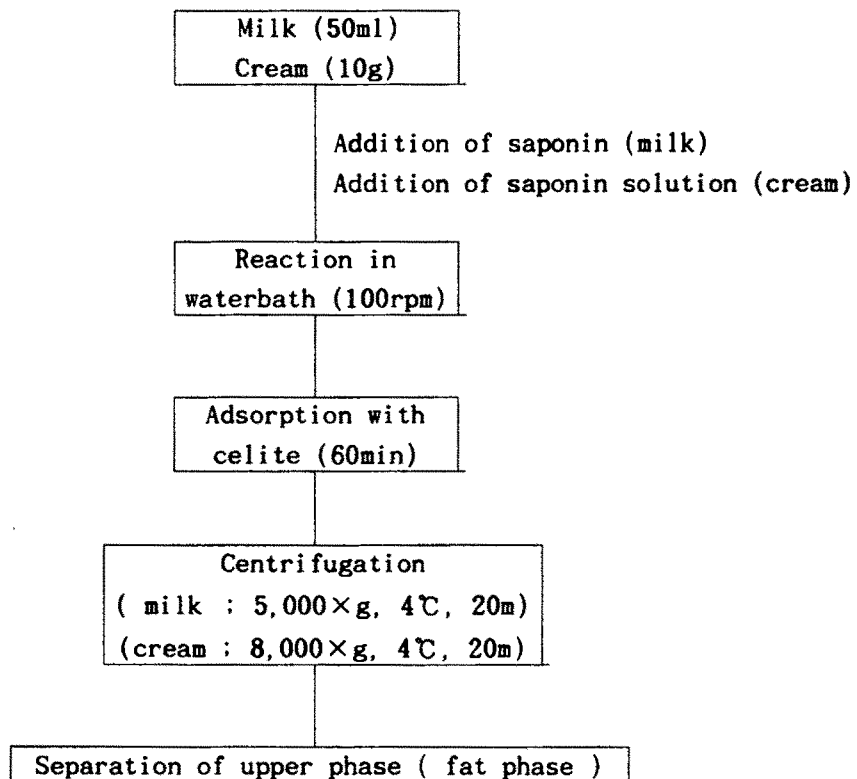 Milk (50ml)
Cream (10g)
Addition of saponin (milk)
Addition of saponin solution (cream)
Reaction in
waterbath (100rpm)
Adsorption with
celite (60min)
Centrifugation
( milk ; 5,000×g, 4℃, 20m)
(cream ; 8,000×g, 4℃, 20m)
Separation of upper phase ( fat phase )